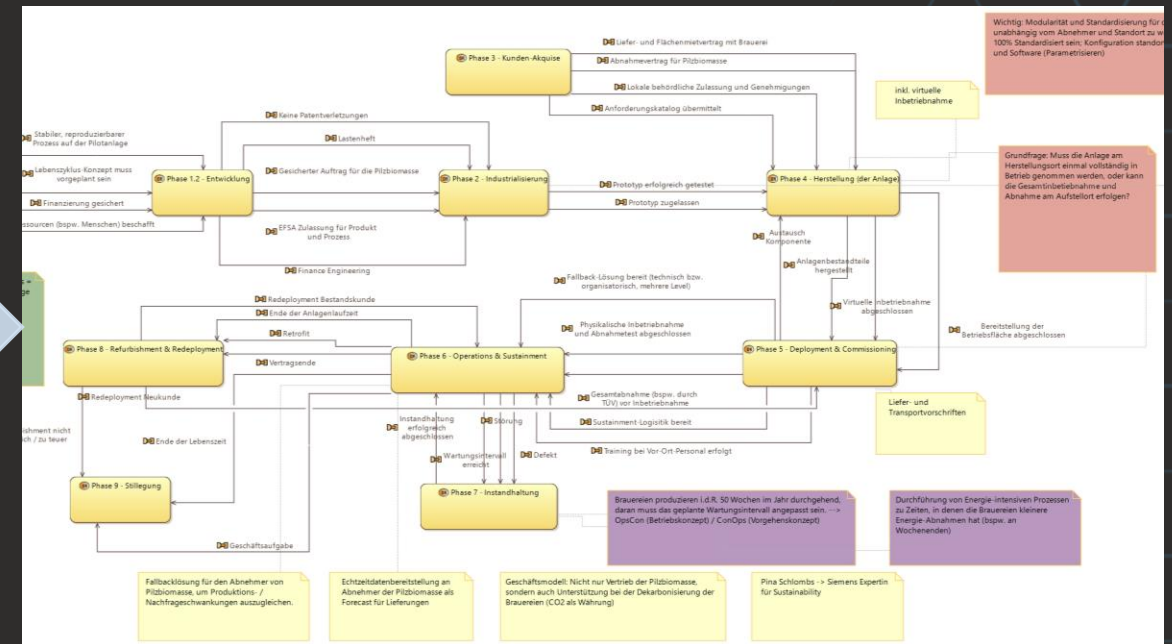 Wichtig: Modularität und Standardisierung für
unabhängig vom Abnehmer und Standort zu
100% Standardisiert sein; Konfiguration
und Software (Parametrisieren)
Liefer- und Flächenmietvertrag mit Brauerei
Phase 3 - Kunden-Akquise
Abnahmevertrag für Pilzbiomasse
Lokale behördliche Zulassung und Genehmigungen
Anforderungskatalog übermittelt
inkl. virtuelle
Inbetriebnahme
Keine Patentverletzungen
Stabiler, reproduzierbarer
Prozess auf der Pilotanlage
Lastenheft
Grundfrage: Muss die Anlage am
Herstellungsort einmal vollständig in
Betrieb genommen werden, oder kann
die Gesamtinbetiebnahme und
Abnahme am Aufstellort erfolgen?
Lebenszyklus-Konzept muss
vorgeplant sein
Phase 1.2 - Entwicklung
Gesicherter Auftrag für die Pilzbiomasse
Phase 2 - Industrialisierung
Prototyp erfolgreich getestet
Phase 4 - Herstellung (der Anlage)
Finanzierung gesichert
Prototyp zugelassen
ssourcen (bspw. Menschen) beschafft
EFSA Zulassung für Produkt
und Prozess
Finance Engineering
Austausch
Komponente
Anlagenbestandteile
hergestellt
Fallback-Lösung bereit (technisch bzw.
organisatorisch, mehrere Level)
Virtuelle Inbetriebnahme
abgeschlossen
Bereitstellung der
Betriebsfläche abgeschlossen
s =
ge
Redeployment Bestandskunde
Ende der Anlagenlaufzeit
Retrofit
Physikalische Inbetriebnahme
und Abnahmetest abgeschlossen
Phase 8 - Refurbishment & Redeployment
Vertragsende
Phase 6 - Operations & Sustainment
Phase 5 - Deployment & Commissioning
Redeployment Neukunde
Gesamtabnahme (bspw. durch
TÜV) vor Inbetriebnahme
Liefer- und
Transportvorschriften
Instandhaltung
erfolgreich
abgeschlossen
Störung
Sustainment-Logisitik bereit
ishment nicht
ich / zu teuer
Ende der Lebenszeit
Wartungsintervall
erreicht
Defekt
Training bei Vor-Ort-Personal erfolgt
Phase 9 - Stillegung
Phase 7 - Instandhaltung
Brauereien produzieren i.d.R. 50 Wochen im Jahr durchgehend,
daran muss das geplante Wartungsintervall angepasst sein. -->
OpsCon (Betriebskonzept) / ConOps (Vorgehenskonzept)
Durchführung von Energie-intensiven Prozessen
zu Zeiten, in denen die Brauereien kleinere
Energie-Abnahmen hat (bspw. an
Wochenenden)
Geschäftsaufgabe
Fallbacklösung für den Abnehmer von
Pilzbiomasse, um Produktions- /
Nachfrageschwankungen auszugleichen.
Echtzeitdatenbereitstellung an
Abnehmer der Pilzbiomasse als
Forecast für Lieferungen
Geschäftsmodell: Nicht nur Vertrieb der Pilzbiomasse,
sondern auch Unterstützung bei der Dekarbonisierung der
Brauereien (CO2 als Währung)
Pina Schlombs -> Siemens Expertin
für Sustainability